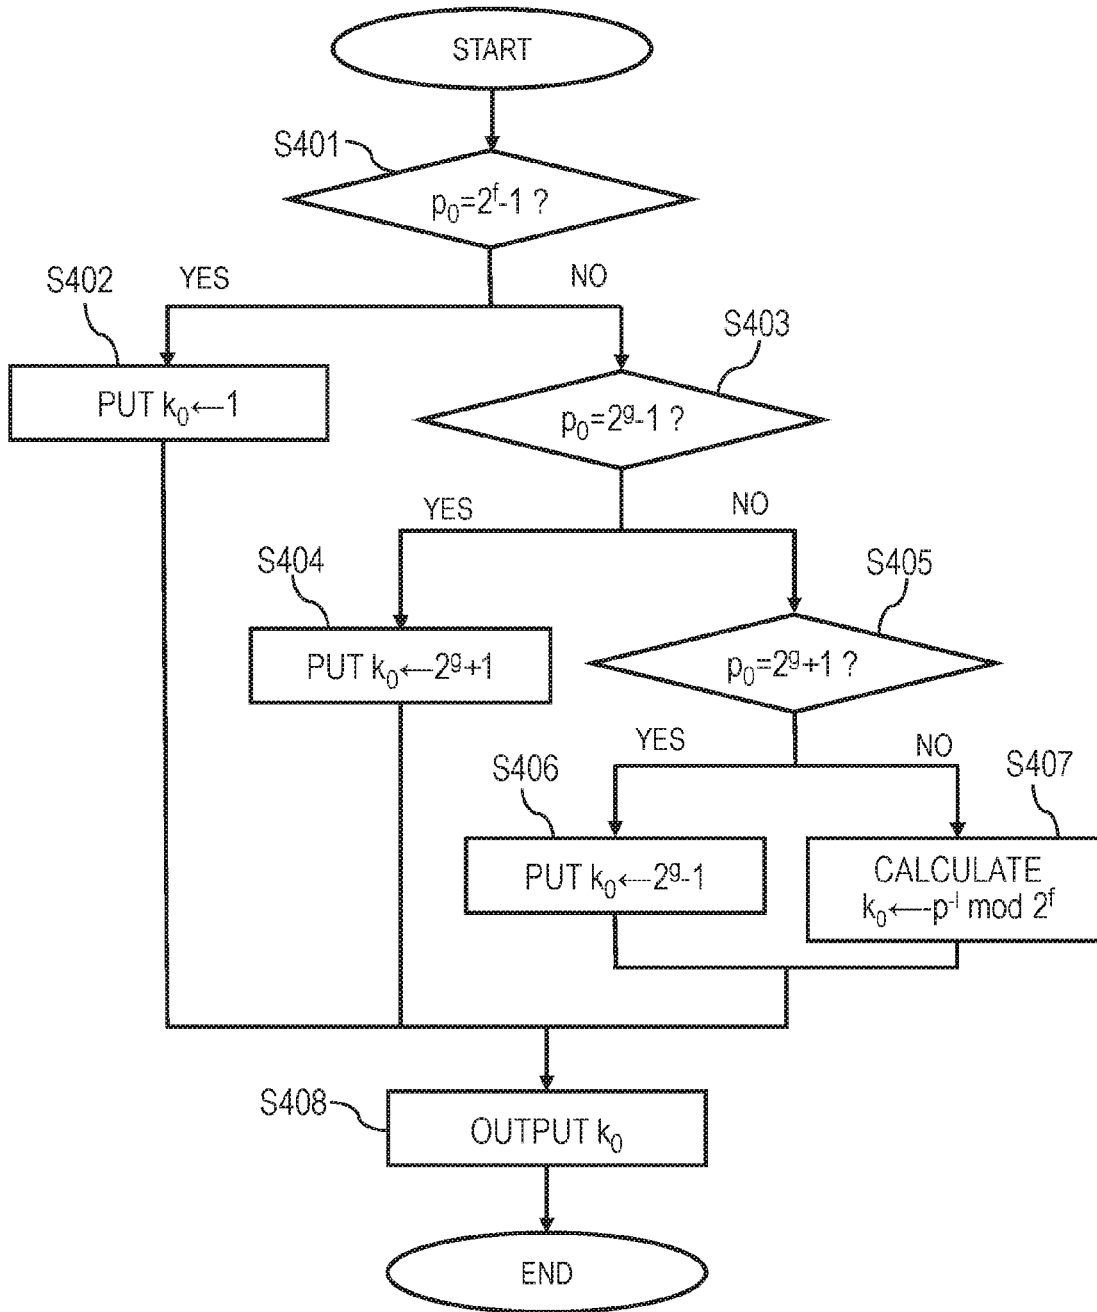 START
S401
p₀=2ᶠ-1 ?
S402
YES
NO
S403
PUT k₀←1
p₀=2ᵍ-1 ?
YES
NO
S404
S405
PUT k₀←2ᵍ+1
p₀=2ᵍ+1 ?
YES
NO
S406
S407
PUT k₀←2ᵍ-1
CALCULATE
k₀←-p⁻ˡ mod 2ᶠ
S408
OUTPUT k₀
END